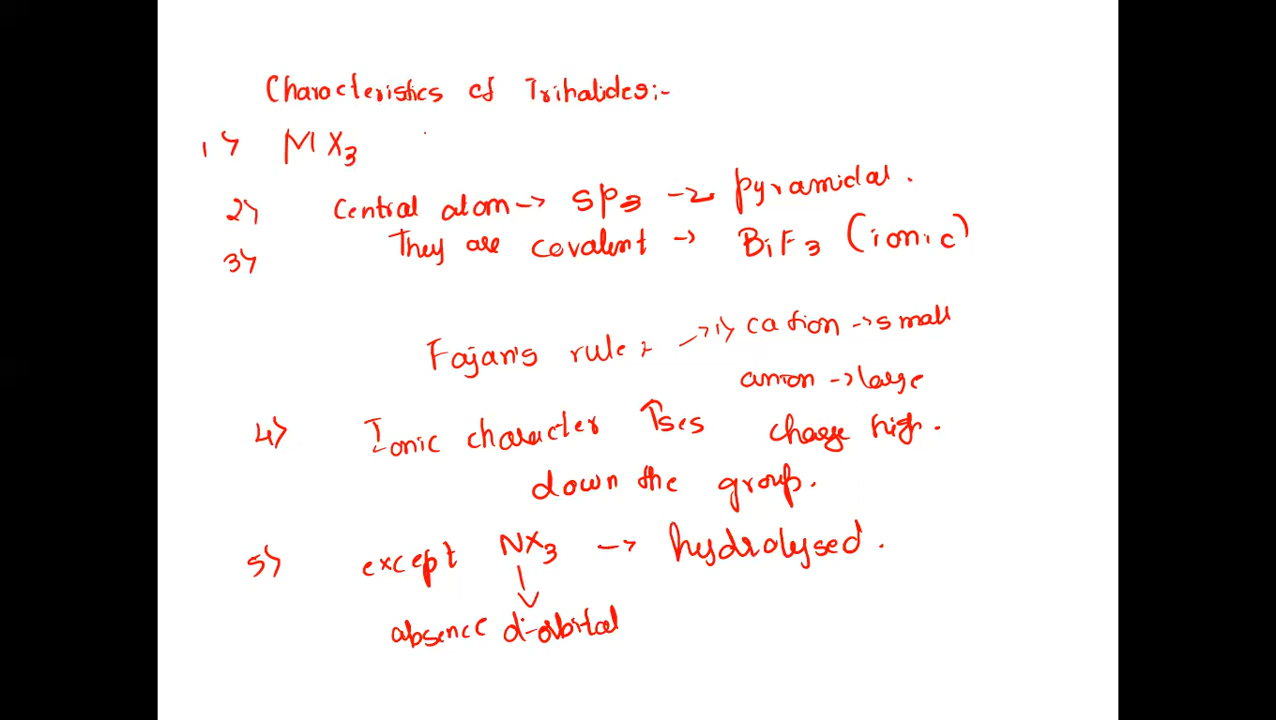 Characteristics of Trihalides:-
1> MX3
2> Central atom -> SP3 -> pyramidal.
3> They are covalent -> BiF3 (ionic)
Fajan's rule : -> 1> cation -> small
anion -> large
4> Ionic character ↑ses charge high.
down the group.
5> except NX3 -> hydrolysed.
absence d-orbital